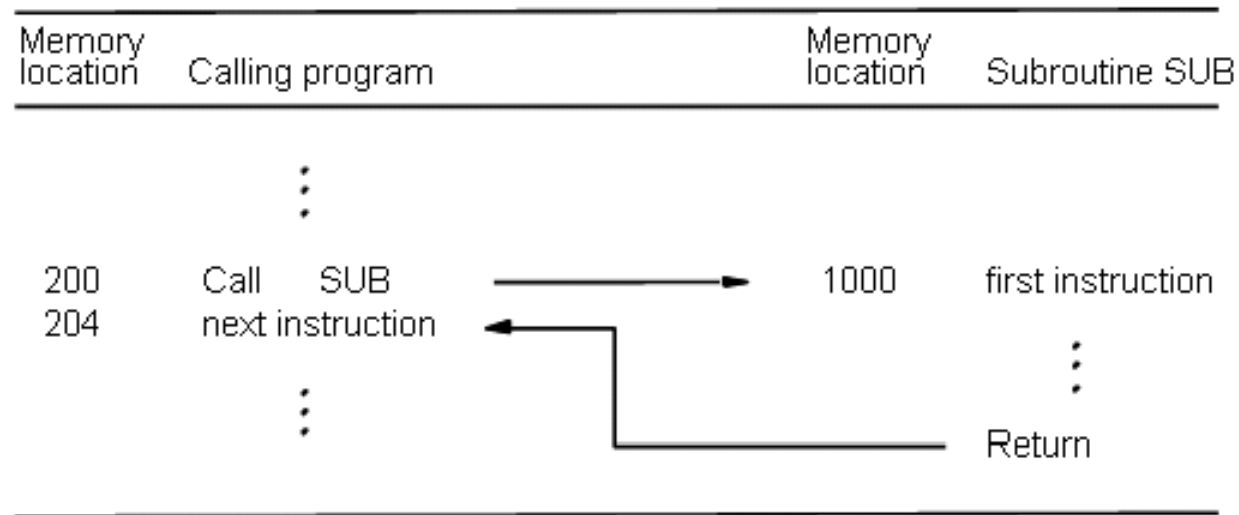 Memory location Calling program Memory location Subroutine SUB
200 Call SUB 1000 first instruction
204 next instruction
Return